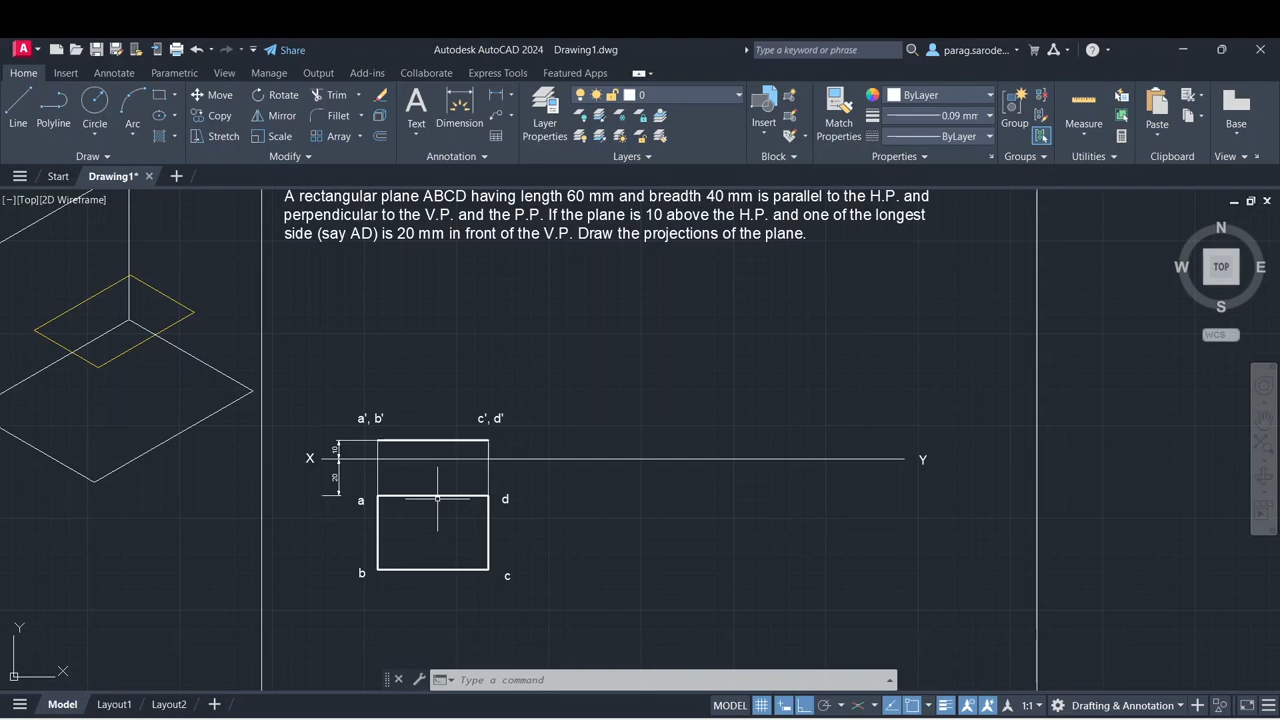 Share
Autodesk AutoCAD 2024 Drawing1.dwg
Type a keyword or phrase
parag.sarode...
Home Insert Annotate Parametric View Manage Output Add-ins Collaborate Express Tools Featured Apps
Line
Polyline
Circle
Arc
Move
Rotate
Trim
Copy
Mirror
Fillet
Stretch
Scale
Array
Text
Dimension
Layer
Properties
0
Insert
Match
Properties
ByLayer
0.09 mm
ByLayer
Group
Measure
Paste
Base
Draw
Modify
Annotation
Layers
Block
Properties
Groups
Utilities
Clipboard
View
Start
Drawing1*
[−][Top][2D Wireframe]
A rectangular plane ABCD having length 60 mm and breadth 40 mm is parallel to the H.P. and
perpendicular to the V.P. and the P.P. If the plane is 10 above the H.P. and one of the longest
side (say AD) is 20 mm in front of the V.P. Draw the projections of the plane.
N
W TOP E
S
WCS
a', b' c', d'
10
X Y
20
a d
b c
Y
X
Type a command
Model Layout1 Layout2
MODEL
1:1
Drafting & Annotation